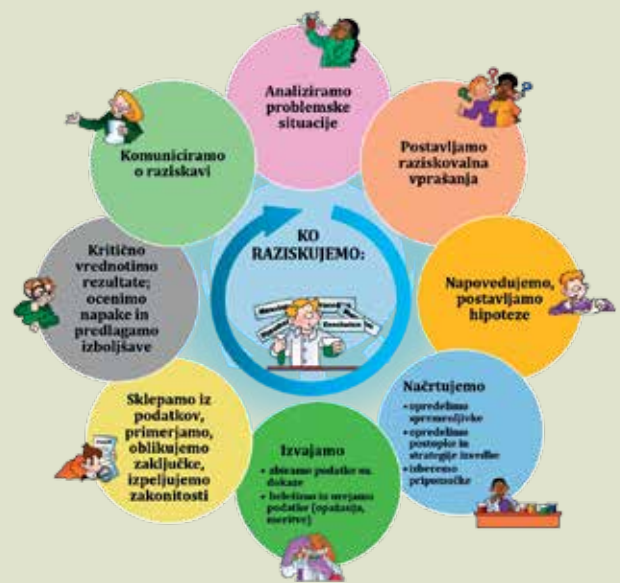 KO
RAZISKUJEMO:
Analiziramo
problemske
situacije
Postavljamo
raziskovalna
vprašanja
Napovedujemo,
postavljamo
hipoteze
Načrtujemo
• opredelimo
spremenljivke
• opredelimo
postopke in
strategije izvedbe
• izberemo
pripomočke
Izvajamo
• zbiramo podatke oz.
dokaze
• beležimo in urejamo
podatke (opažanja,
meritve)
Sklepamo iz
podatkov,
primerjamo,
oblikujemo
zaključke,
izpeljujemo
zakonitosti
Kritično
vrednotimo
rezultate;
ocenimo
napake in
predlagamo
izboljšave
Komuniciramo
o raziskavi